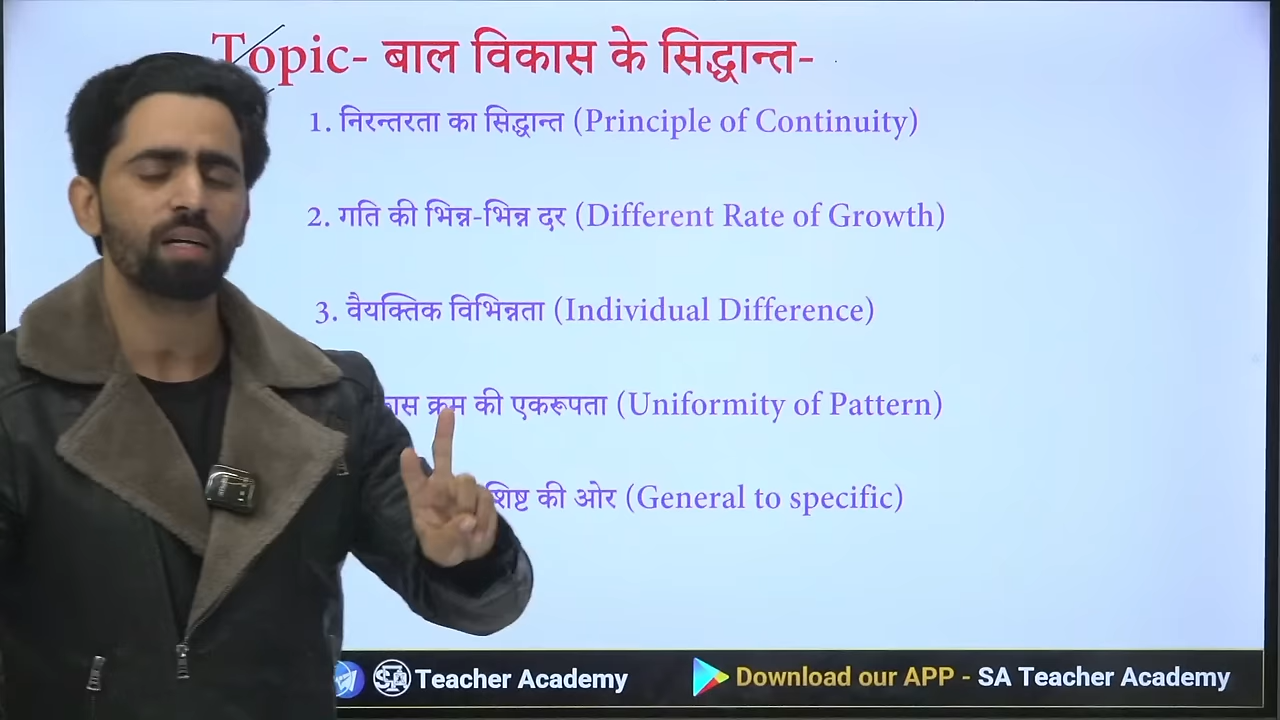 Topic- बाल विकास के सिद्धान्त-
1. निरन्तरता का सिद्धान्त (Principle of Continuity)
2. गति की भिन्न-भिन्न दर (Different Rate of Growth)
3. वैयक्तिक विभिन्नता (Individual Difference)
क्रम की एकरूपता (Uniformity of Pattern)
की ओर (General to specific)
SA Teacher Academy Download our APP - SA Teacher Academy